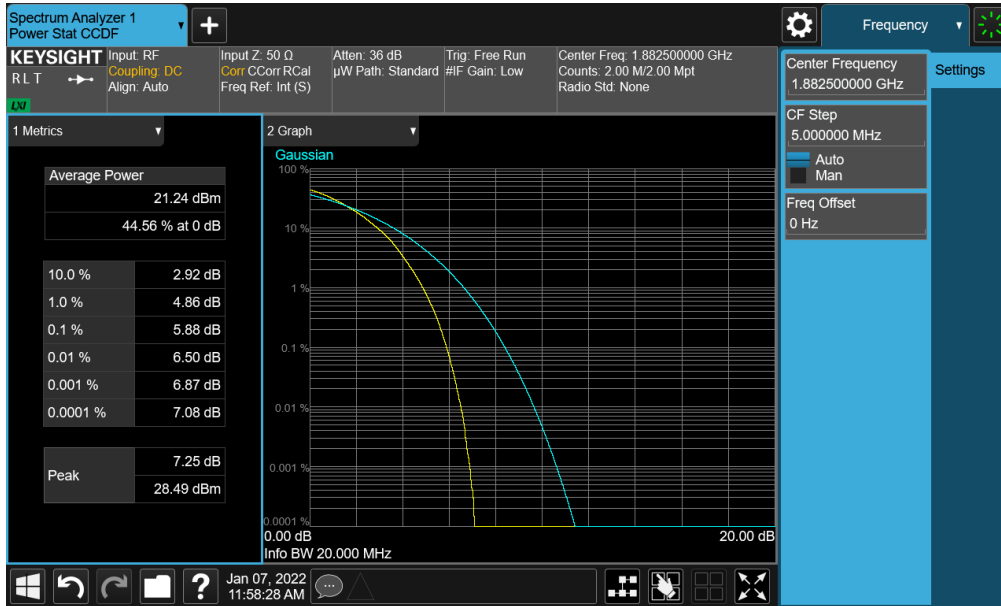 Spectrum Analyzer 1
Power Stat CCDF
Frequency
KEYSIGHT
R L T
LXI
Input: RF
Coupling: DC
Align: Auto
Input Z: 50 Ω
Corr CCorr RCal
Freq Ref: Int (S)
Atten: 36 dB
µW Path: Standard
Trig: Free Run
#IF Gain: Low
Center Freq: 1.882500000 GHz
Counts: 2.00 M/2.00 Mpt
Radio Std: None
Center Frequency
1.882500000 GHz
Settings
CF Step
5.000000 MHz
Auto
Man
Freq Offset
0 Hz
1 Metrics
Average Power
21.24 dBm
44.56 % at 0 dB
10.0 % 2.92 dB
1.0 % 4.86 dB
0.1 % 5.88 dB
0.01 % 6.50 dB
0.001 % 6.87 dB
0.0001 % 7.08 dB
Peak
7.25 dB
28.49 dBm
2 Graph
Gaussian
100 %
10 %
1 %
0.1 %
0.01 %
0.001 %
0.0001 %
0.00 dB
20.00 dB
Info BW 20.000 MHz
?
Jan 07, 2022
11:58:28 AM